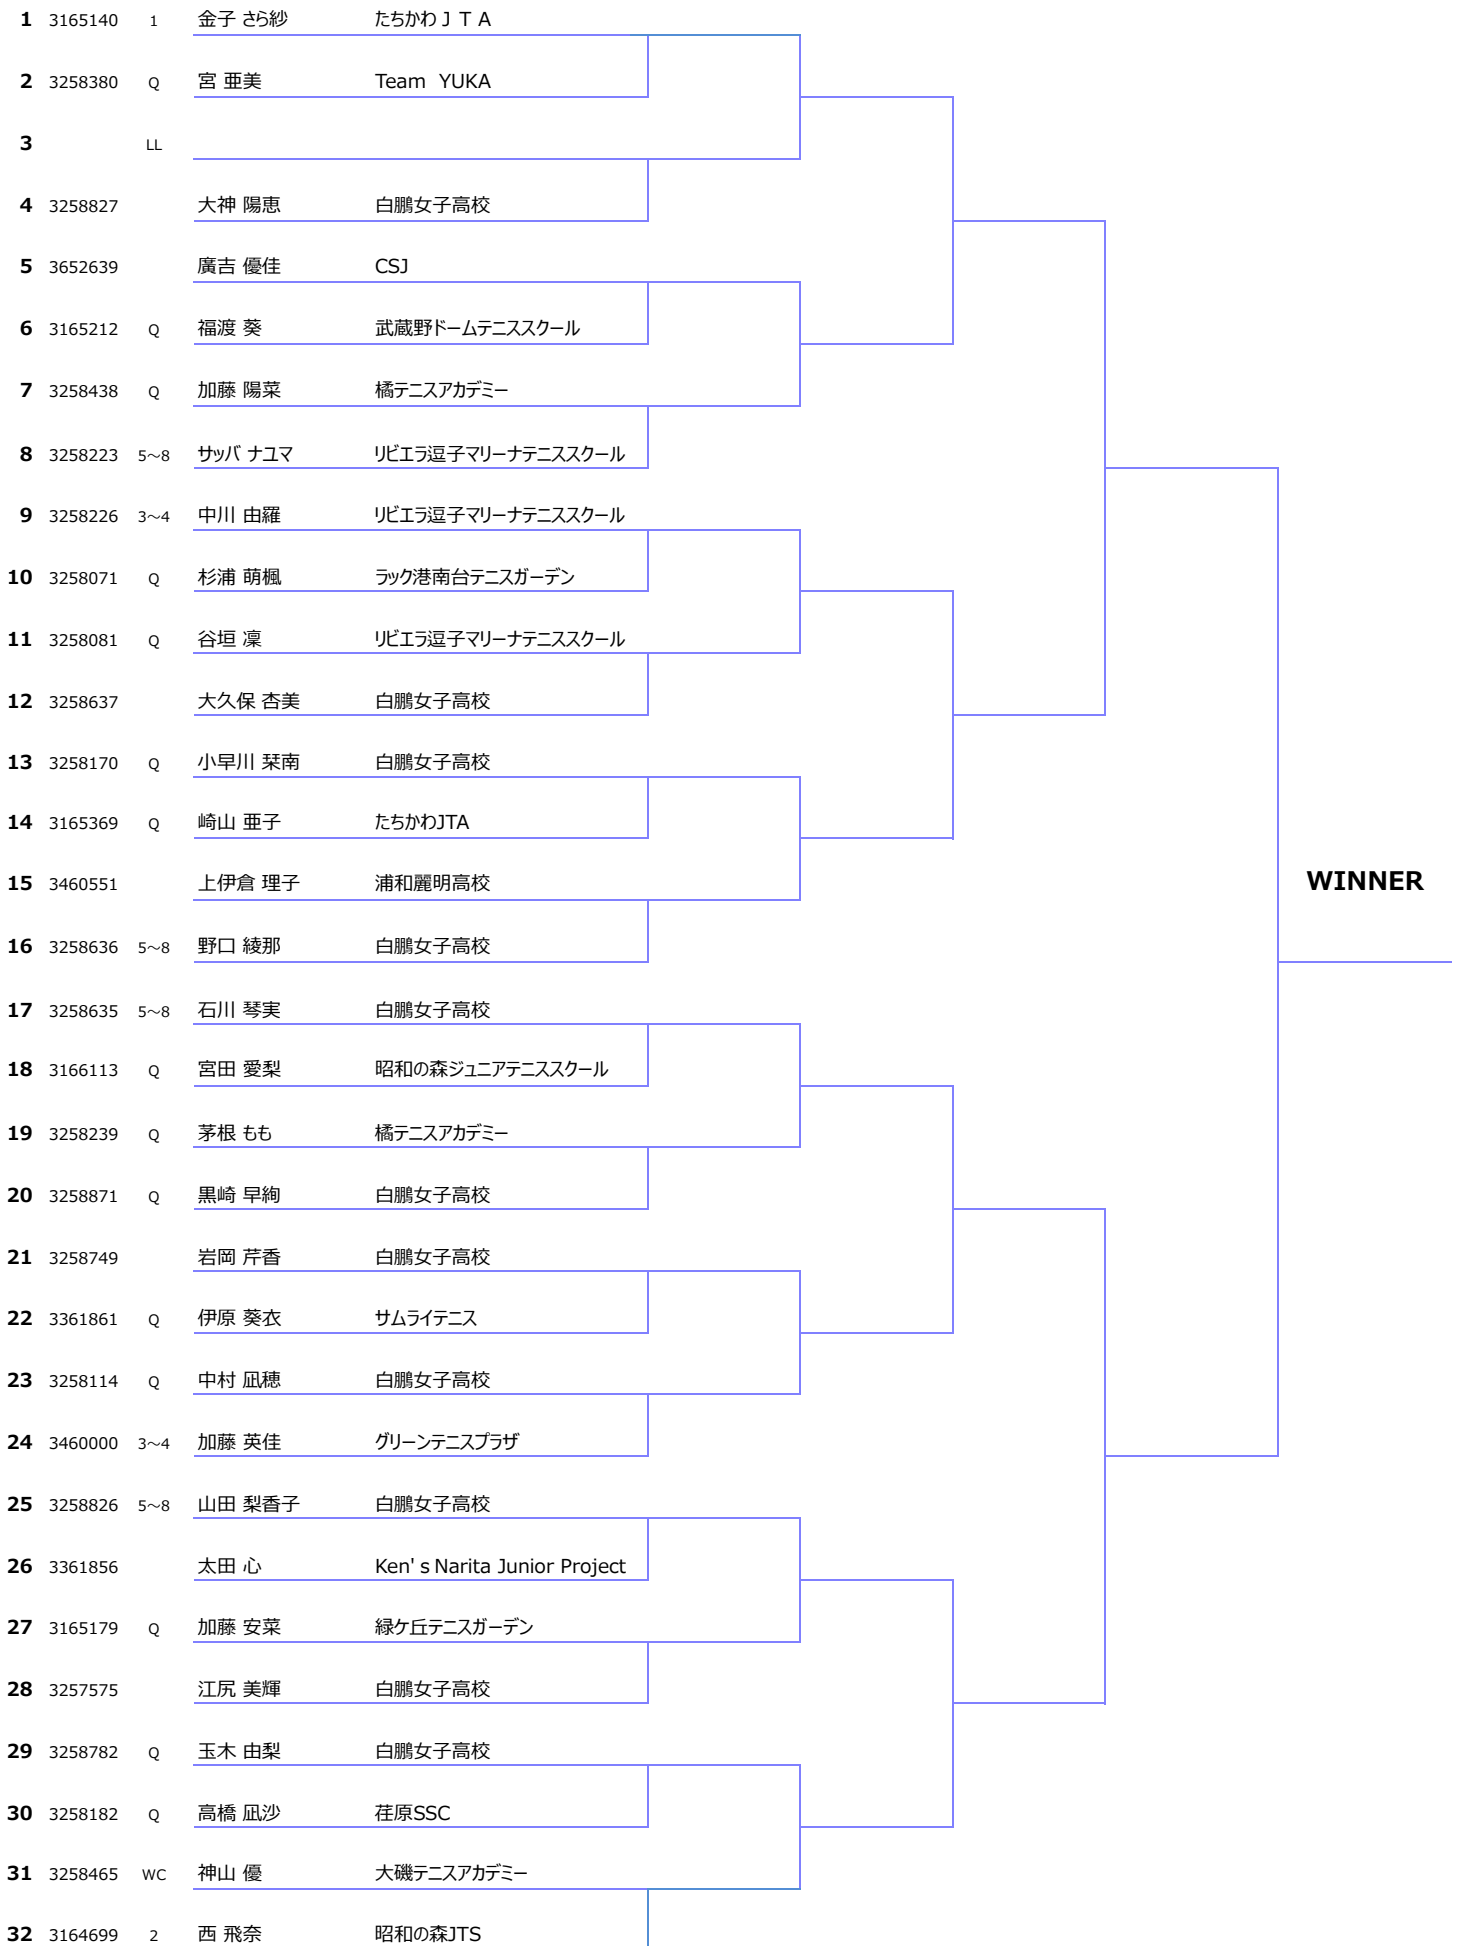 1 3165140 1 金子 さら紗 たちかわＪＴＡ
2 3258380 Q 宮 亜美 Team YUKA
3 LL
4 3258827 大神 陽恵 白鵬女子高校
5 3652639 廣吉 優佳 CSJ
6 3165212 Q 福渡 葵 武蔵野ドームテニススクール
7 3258438 Q 加藤 陽菜 橘テニスアカデミー
8 3258223 5～8 サッバ ナユマ リビエラ逗子マリーナテニススクール
9 3258226 3～4 中川 由羅 リビエラ逗子マリーナテニススクール
10 3258071 Q 杉浦 萌楓 ラック港南台テニスガーデン
11 3258081 Q 谷垣 凜 リビエラ逗子マリーナテニススクール
12 3258637 大久保 杏美 白鵬女子高校
13 3258170 Q 小早川 栞南 白鵬女子高校
14 3165369 Q 崎山 亜子 たちかわJTA
15 3460551 上伊倉 理子 浦和麗明高校
WINNER
16 3258636 5～8 野口 綾那 白鵬女子高校
17 3258635 5～8 石川 琴実 白鵬女子高校
18 3166113 Q 宮田 愛梨 昭和の森ジュニアテニススクール
19 3258239 Q 茅根 もも 橘テニスアカデミー
20 3258871 Q 黒崎 早絢 白鵬女子高校
21 3258749 岩岡 芹香 白鵬女子高校
22 3361861 Q 伊原 葵衣 サムライテニス
23 3258114 Q 中村 凪穂 白鵬女子高校
24 3460000 3～4 加藤 英佳 グリーンテニスプラザ
25 3258826 5～8 山田 梨香子 白鵬女子高校
26 3361856 太田 心 Ken's Narita Junior Project
27 3165179 Q 加藤 安菜 緑ケ丘テニスガーデン
28 3257575 江尻 美輝 白鵬女子高校
29 3258782 Q 玉木 由梨 白鵬女子高校
30 3258182 Q 高橋 凪沙 荏原SSC
31 3258465 WC 神山 優 大磯テニスアカデミー
32 3164699 2 西 飛奈 昭和の森JTS